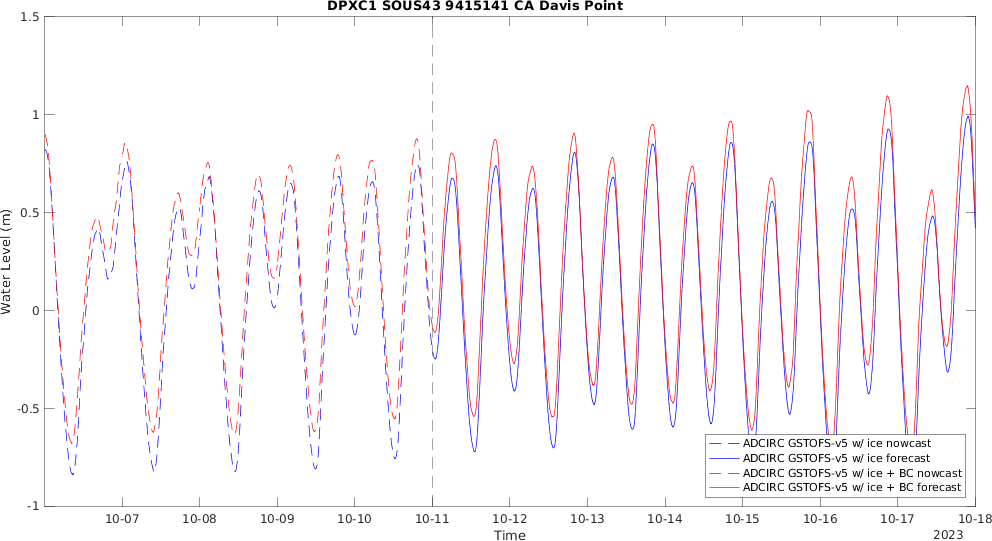 DPXC1 SOUS43 9415141 CA Davis Point
1.5
1
0.5
0
-0.5
-1
Water Level (m)
10-07 10-08 10-09 10-10 10-11 10-12 10-13 10-14 10-15 10-16 10-17 10-18
Time
2023
ADCIRC GSTOFS-v5 w/ ice nowcast
ADCIRC GSTOFS-v5 w/ ice forecast
ADCIRC GSTOFS-v5 w/ ice + BC nowcast
ADCIRC GSTOFS-v5 w/ ice + BC forecast